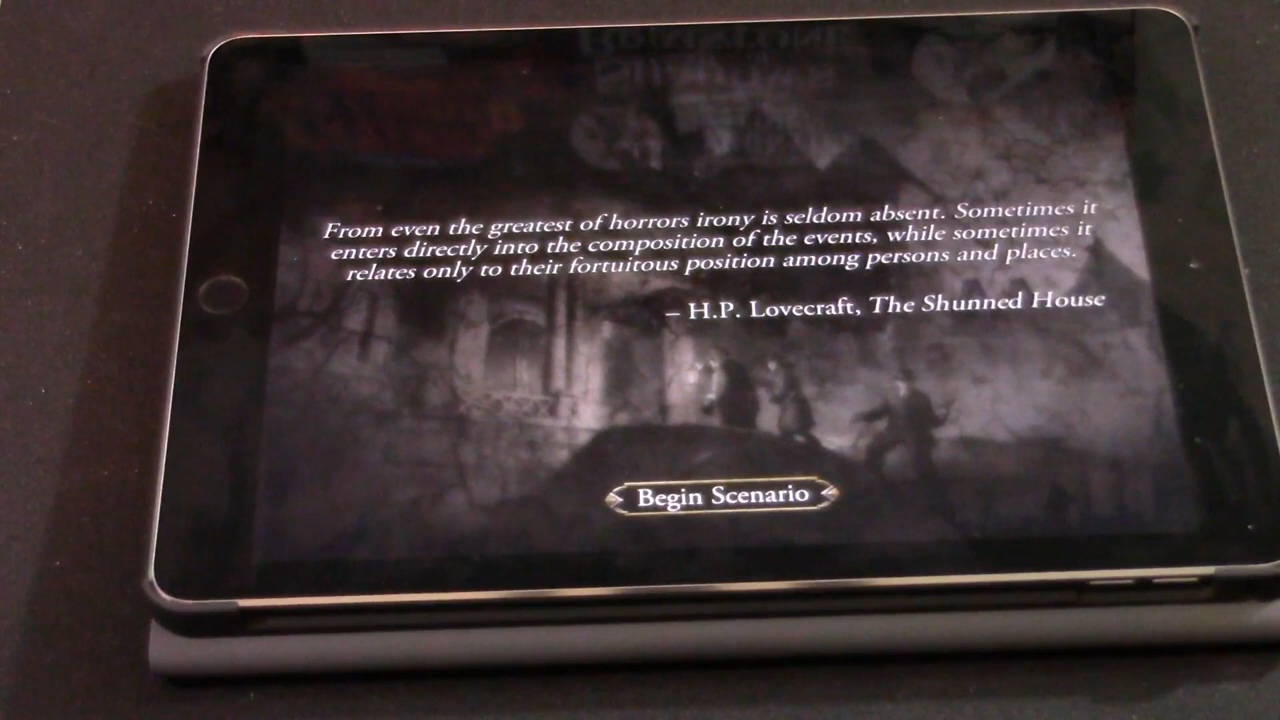 From even the greatest of horrors irony is seldom absent. Sometimes it
enters directly into the composition of the events, while sometimes it
relates only to their fortuitous position among persons and places.
– H.P. Lovecraft, The Shunned House
Begin Scenario